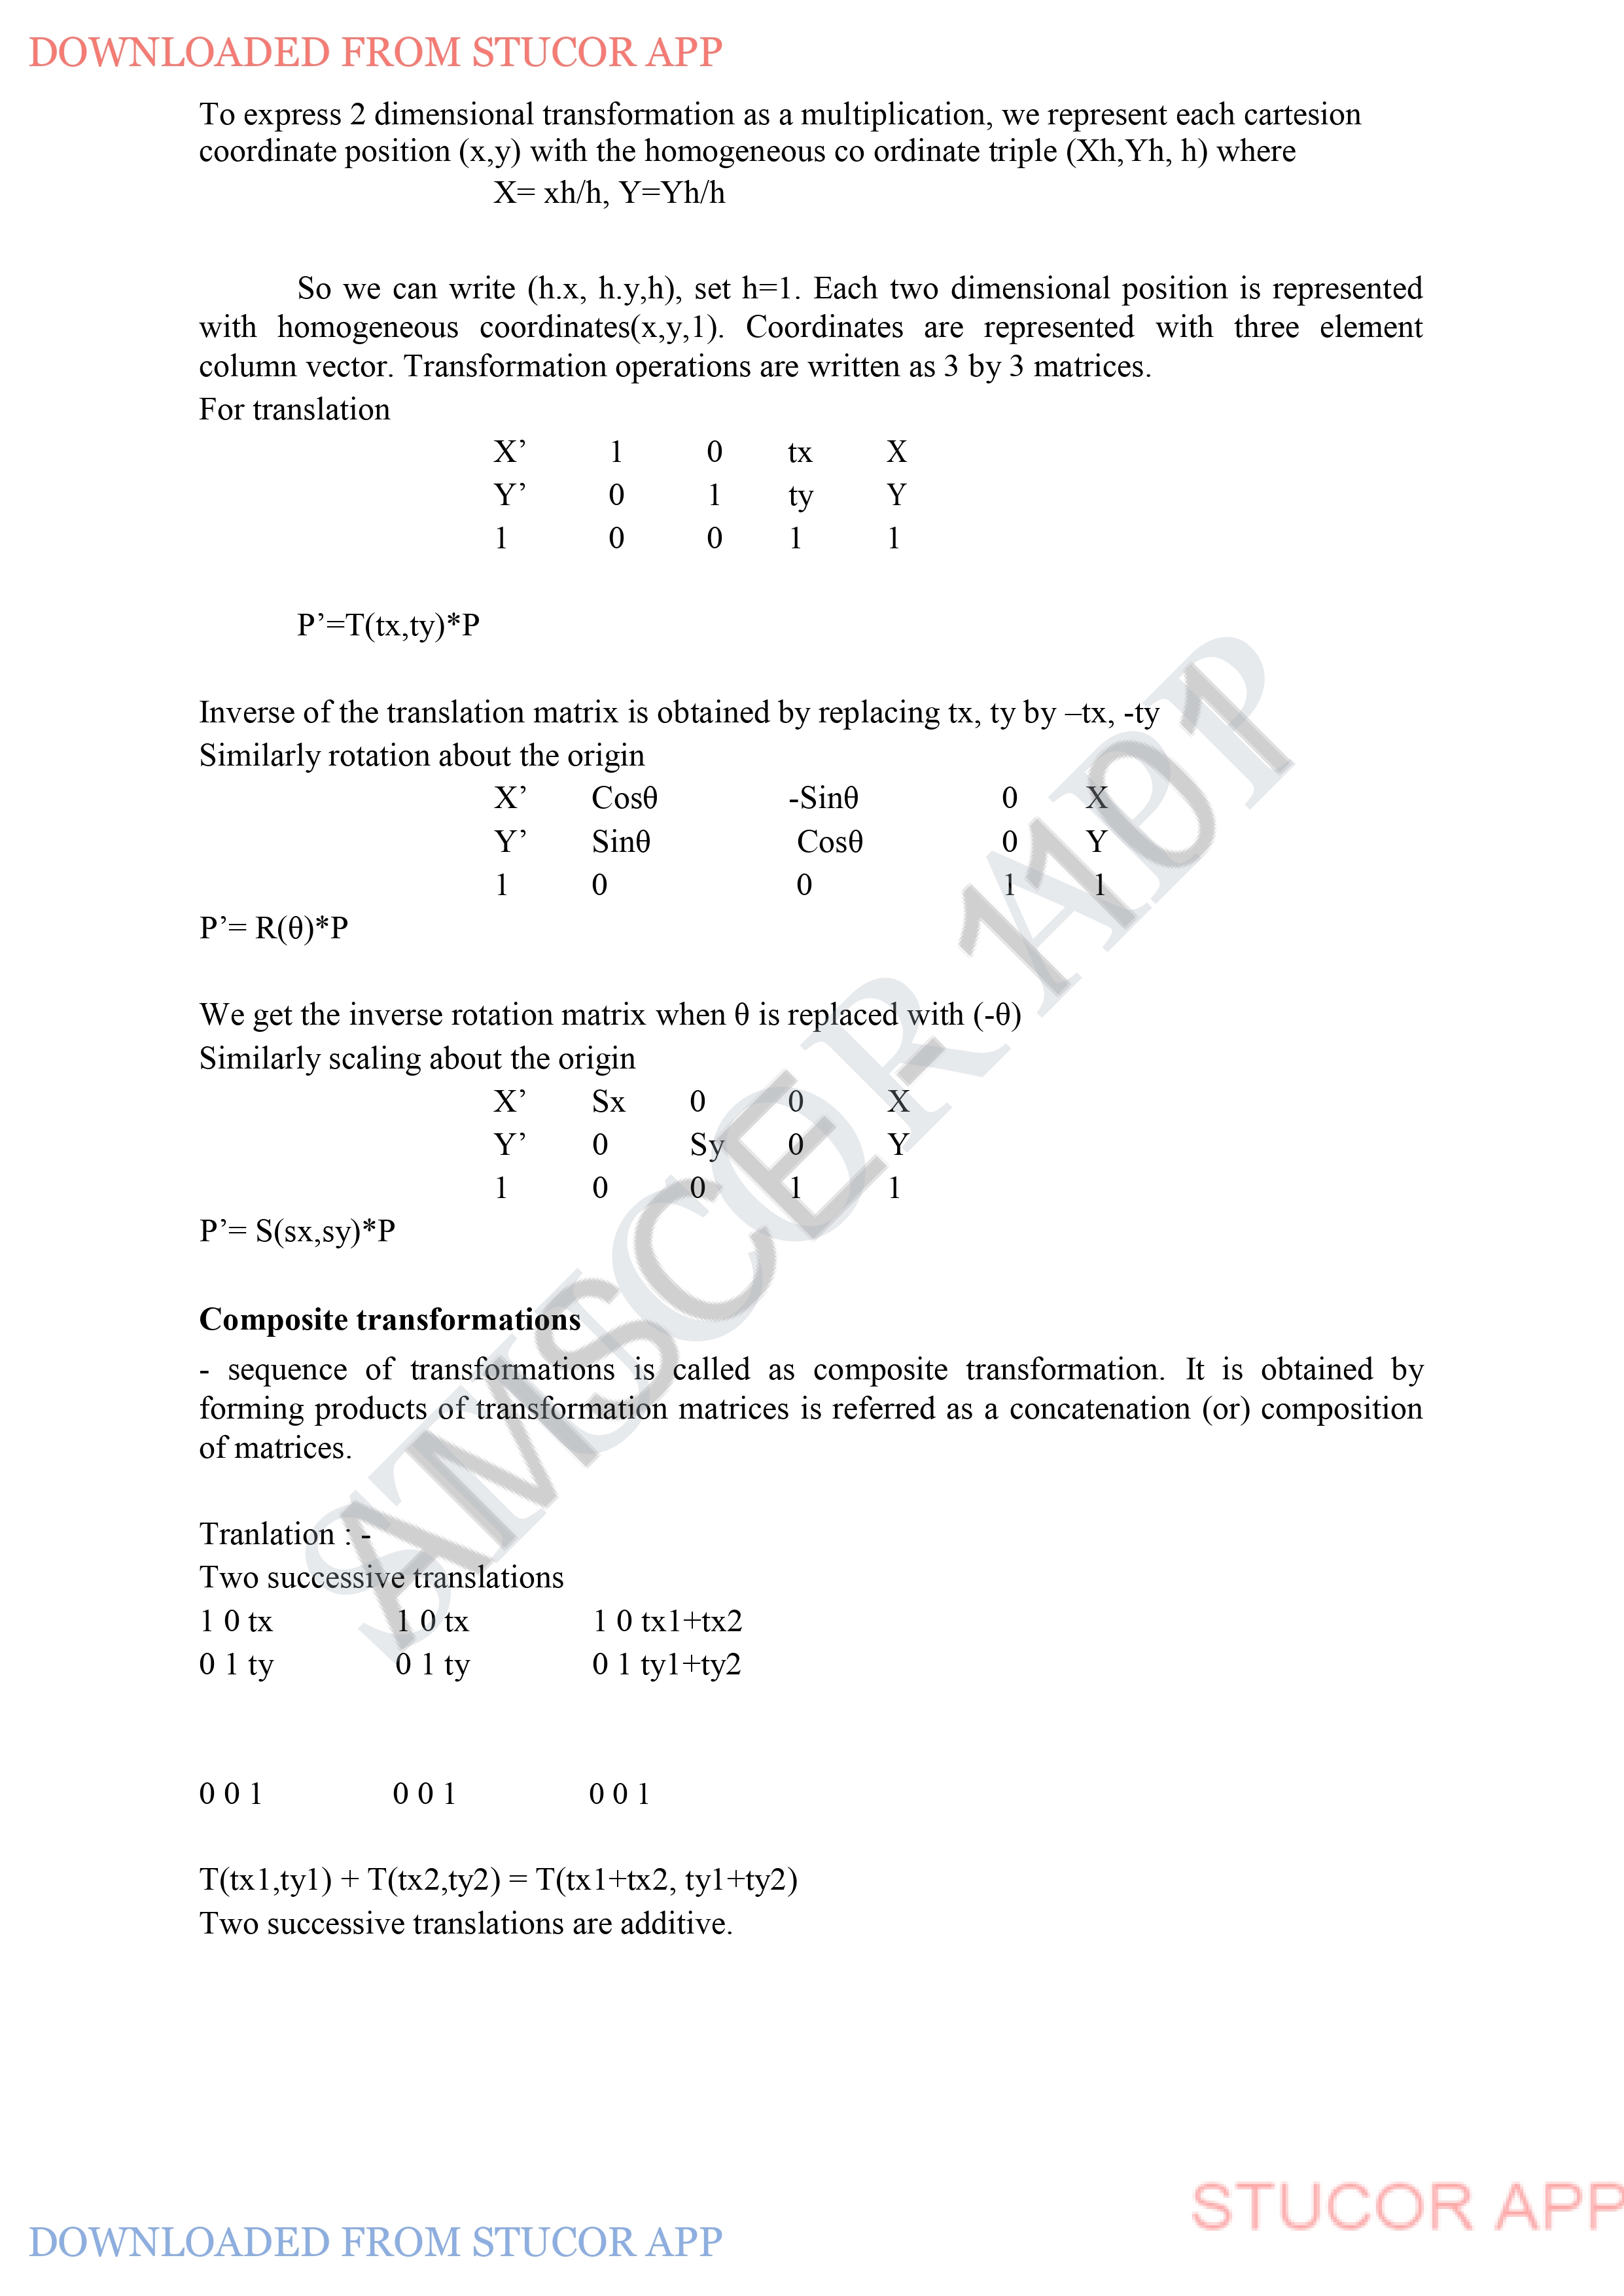 DOWNLOADED FROM STUCOR APP
To express 2 dimensional transformation as a multiplication, we represent each cartesion
coordinate position (x,y) with the homogeneous co ordinate triple (Xh,Yh, h) where
X= xh/h, Y=Yh/h
So we can write (h.x, h.y,h), set h=1. Each two dimensional position is represented
with homogeneous coordinates(x,y,1). Coordinates are represented with three element
column vector. Transformation operations are written as 3 by 3 matrices.
For translation
X’ 1 0 tx X
Y’ 0 1 ty Y
1 0 0 1 1
P’=T(tx,ty)*P
Inverse of the translation matrix is obtained by replacing tx, ty by –tx, -ty
Similarly rotation about the origin
X’ Cosθ -Sinθ 0 X
Y’ Sinθ Cosθ 0 Y
1 0 0 1 1
P’= R(θ)*P
We get the inverse rotation matrix when θ is replaced with (-θ)
Similarly scaling about the origin
X’ Sx 0 0 X
Y’ 0 Sy 0 Y
1 0 0 1 1
P’= S(sx,sy)*P
Composite transformations
- sequence of transformations is called as composite transformation. It is obtained by
forming products of transformation matrices is referred as a concatenation (or) composition
of matrices.
Tranlation : -
Two successive translations
1 0 tx 1 0 tx 1 0 tx1+tx2
0 1 ty 0 1 ty 0 1 ty1+ty2
0 0 1 0 0 1 0 0 1
T(tx1,ty1) + T(tx2,ty2) = T(tx1+tx2, ty1+ty2)
Two successive translations are additive.
STUCOR APP
AMSCE-1101
STUCOR APP
DOWNLOADED FROM STUCOR APP